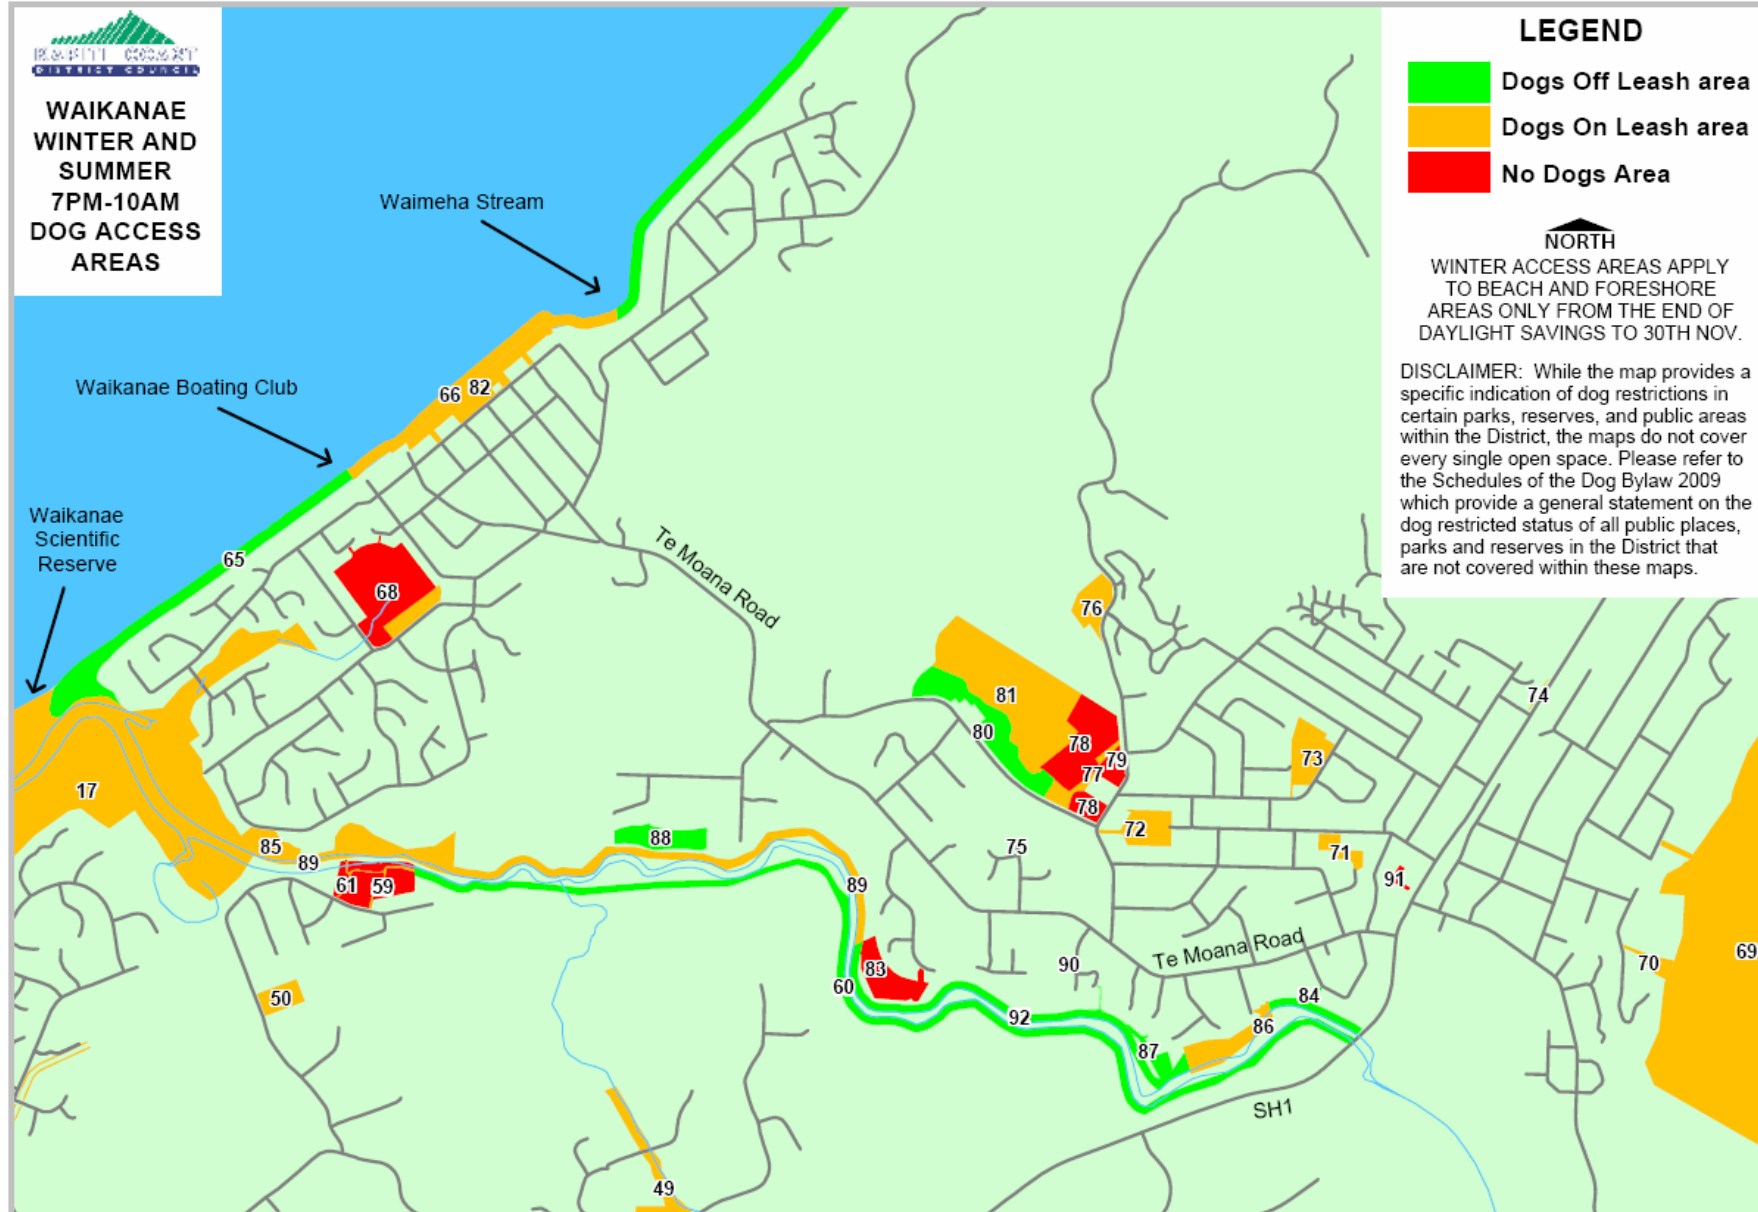 KAPITI COAST
DISTRICT COUNCIL
WAIKANAE
WINTER AND
SUMMER
7PM-10AM
DOG ACCESS
AREAS
LEGEND
Dogs Off Leash area
Dogs On Leash area
No Dogs Area
NORTH
WINTER ACCESS AREAS APPLY
TO BEACH AND FORESHORE
AREAS ONLY FROM THE END OF
DAYLIGHT SAVINGS TO 30TH NOV.
DISCLAIMER: While the map provides a
specific indication of dog restrictions in
certain parks, reserves, and public areas
within the District, the maps do not cover
every single open space. Please refer to
the Schedules of the Dog Bylaw 2009
which provide a general statement on the
dog restricted status of all public places,
parks and reserves in the District that
are not covered within these maps.
Waimeha Stream
Waikanae Boating Club
66
82
Waikanae
Scientific
Reserve
65
68
Te Moana Road
76
81
80
78
79
77
78
74
73
72
71
75
91
17
85
89
88
61
59
89
50
83
60
90
Te Moana Road
70
69
92
84
86
87
SH1
49